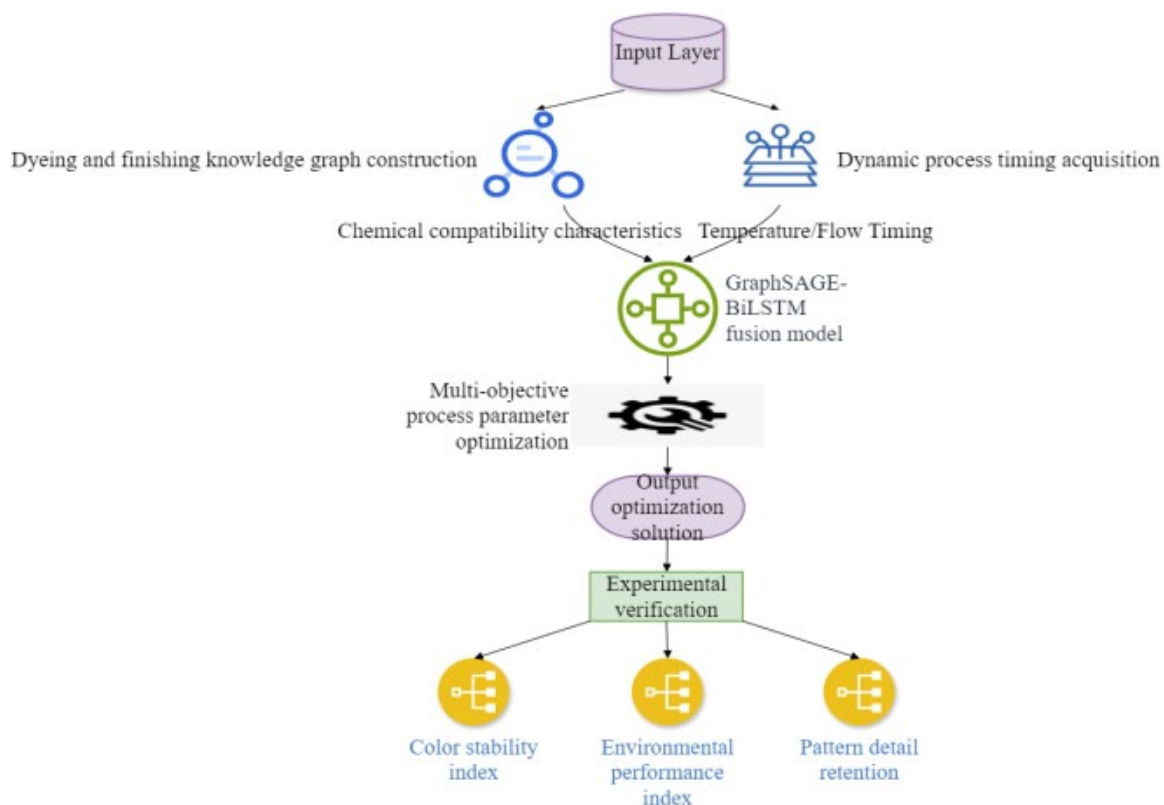 Input Layer
Dyeing and finishing knowledge graph construction
Dynamic process timing acquisition
Chemical compatibility characteristics
Temperature/Flow Timing
GraphSAGE-
BiLSTM
fusion model
Multi-objective
process parameter
optimization
Output
optimization
solution
Experimental
verification
Color stability
index
Environmental
performance
index
Pattern detail
retention